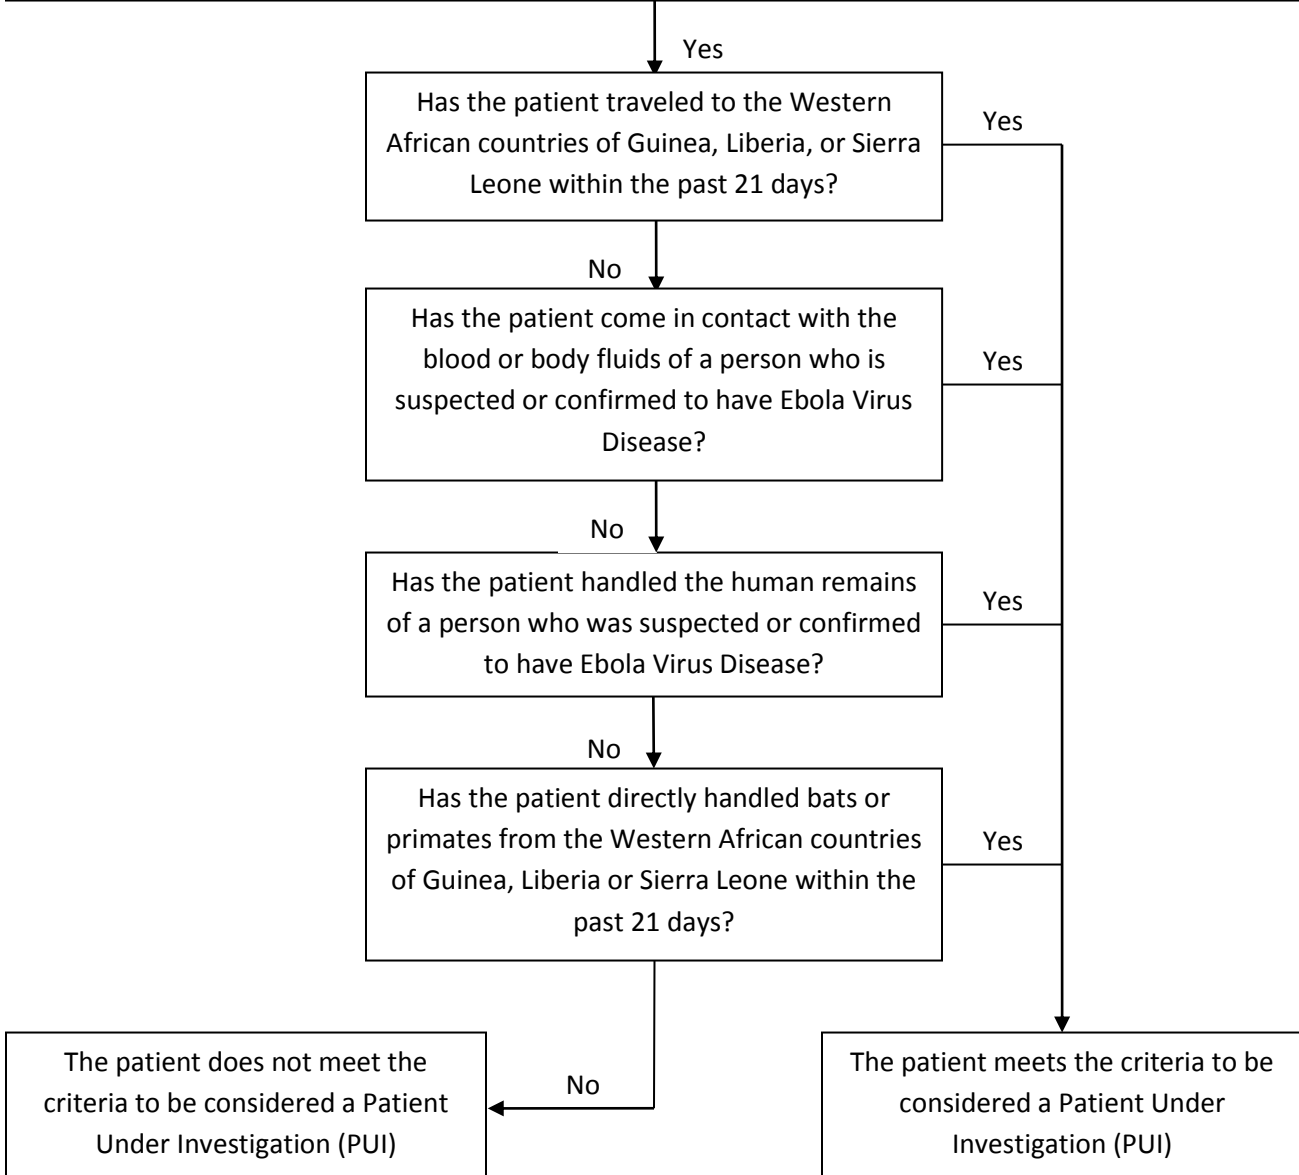 Yes
Has the patient traveled to the Western
African countries of Guinea, Liberia, or Sierra
Leone within the past 21 days?
Yes
No
Has the patient come in contact with the
blood or body fluids of a person who is
suspected or confirmed to have Ebola Virus
Disease?
Yes
No
Has the patient handled the human remains
of a person who was suspected or confirmed
to have Ebola Virus Disease?
Yes
No
Has the patient directly handled bats or
primates from the Western African countries
of Guinea, Liberia or Sierra Leone within the
past 21 days?
Yes
No
The patient does not meet the
criteria to be considered a Patient
Under Investigation (PUI)
The patient meets the criteria to be
considered a Patient Under
Investigation (PUI)